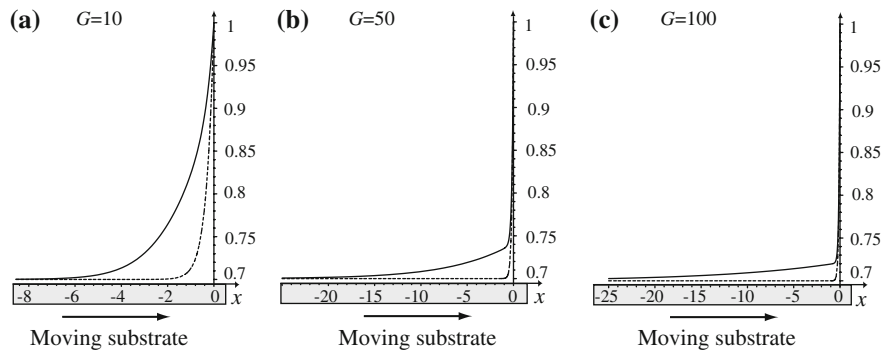 (a) G=10
1
0.95
0.9
0.85
0.8
0.75
0.7
-8 -6 -4 -2 0 x
Moving substrate
(b) G=50
1
0.95
0.9
0.85
0.8
0.75
0.7
-20 -15 -10 -5 0 x
Moving substrate
(c) G=100
1
0.95
0.9
0.85
0.8
0.75
0.7
-25 -20 -15 -10 -5 0 x
Moving substrate